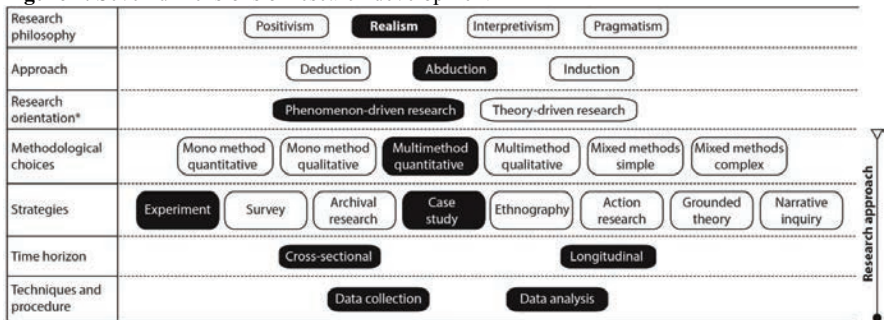 Research philosophy
Positivism Realism Interpretivism Pragmatism
Approach
Deduction Abduction Induction
Research orientation*
Phenomenon-driven research Theory-driven research
Methodological choices
Mono method quantitative
Mono method qualitative
Multimethod quantitative
Multimethod qualitative
Mixed methods simple
Mixed methods complex
Strategies
Experiment
Survey
Archival research
Case study
Ethnography
Action research
Grounded theory
Narrative inquiry
Time horizon
Cross-sectional Longitudinal
Techniques and procedure
Data collection Data analysis
Research approach